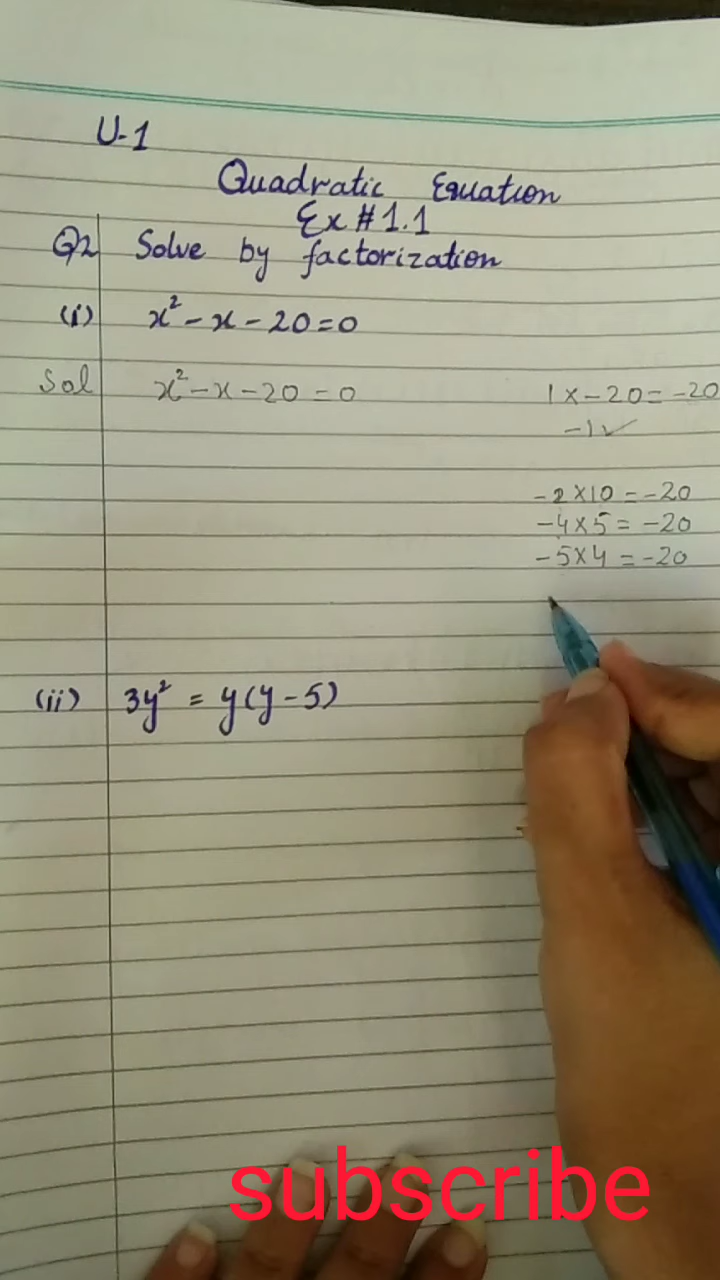 U-1
Quadratic Equation
Ex # 1.1
Q2 Solve by factorization
(i) x² - x - 20 = 0
Sol x² - x - 20 = 0
1 x - 20 = -20
-1 ✓
-2 x 10 = -20
-4 x 5 = -20
-5 x 4 = -20
(ii) 3y² = y(y - 5)
subscribe